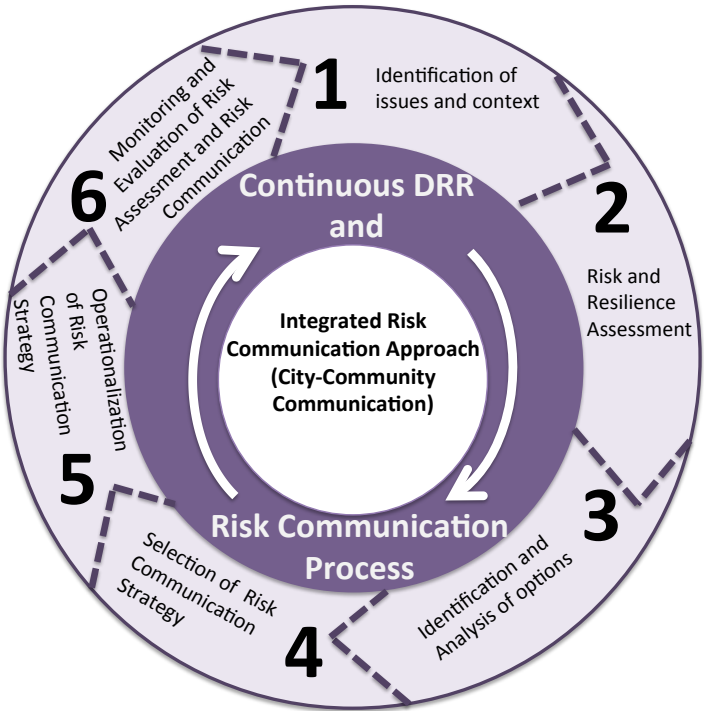 1
Identification of
issues and context
2
Risk and
Resilience
Assessment
3
Identification and
Analysis of options
4
Selection of Risk
Communication
Strategy
5
Operationalization
of Risk
Communication
Strategy
6
Monitoring and
Evaluation of Risk
Assessment and Risk
Communication
Continuous DRR
and
Integrated Risk
Communication Approach
(City-Community
Communication)
Risk Communication
Process